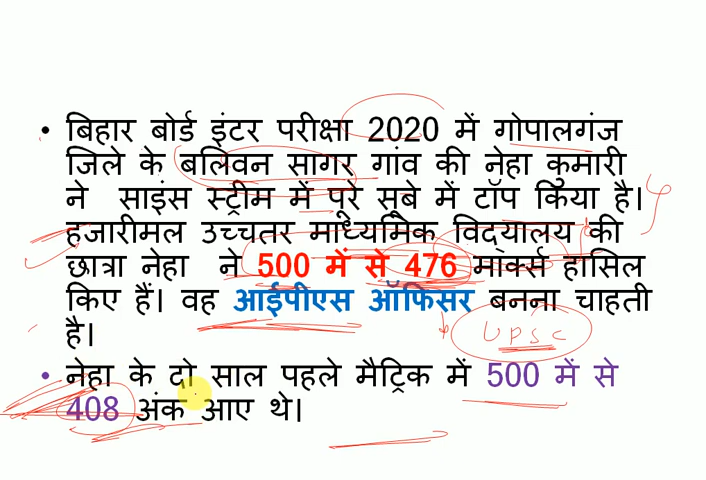 • बिहार बोर्ड इंटर परीक्षा 2020 में गोपालगंज
जिले के बलिवन सागर गांव की नेहा कुमारी
ने साइंस स्ट्रीम में पूरे सूबे में टॉप किया है।
हजारीमल उच्चतर माध्यमिक विद्यालय की
छात्रा नेहा ने 500 में से 476 मार्क्स हासिल
किए हैं। वह आईपीएस ऑफिसर बनना चाहती
है।
UPSC
• नेहा के दो साल पहले मैट्रिक में 500 में से
408 अंक आए थे।